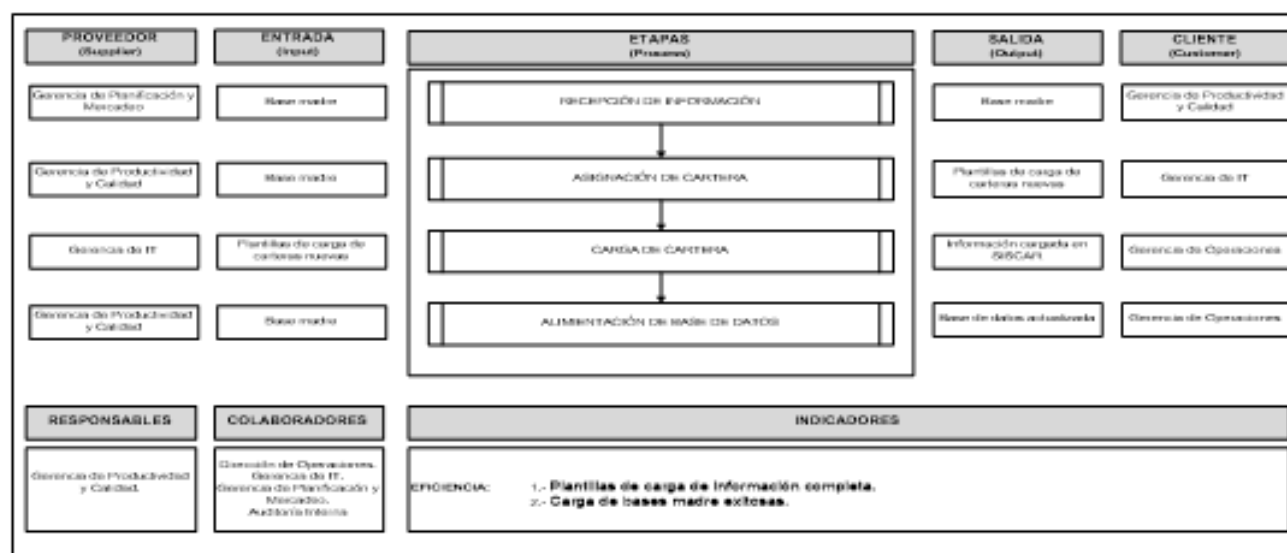 PROVEEDOR
(Supplier)
ENTRADA
(Input)
ETAPAS
(Process)
SALIDA
(Output)
CLIENTE
(Customer)
Gerencia de Planificación y
Mercadeo
Base madre
RECEPCIÓN DE INFORMACIÓN
Base madre
Gerencia de Productividad
y Calidad
Gerencia de Productividad
y Calidad
Base madre
ASIGNACIÓN DE CARTERA
Plantillas de carga de
carteras nuevas
Gerencia de IT
Gerencia de IT
Plantillas de carga de
carteras nuevas
CARGA DE CARTERA
Información cargada en
SISCAR
Gerencia de Operaciones
Gerencia de Productividad
y Calidad
Base madre
ALIMENTACIÓN DE BASE DE DATOS
Base de datos actualizada
Gerencia de Operaciones
RESPONSABLES
COLABORADORES
INDICADORES
Gerencia de Productividad
y Calidad.
Dirección de Operaciones.
Gerencia de IT.
Gerencia de Planificación y
Mercadeo.
Auditoría Interna
EFICIENCIA:
1.- Plantillas de carga de Información completa.
2.- Carga de bases madre exitosas.